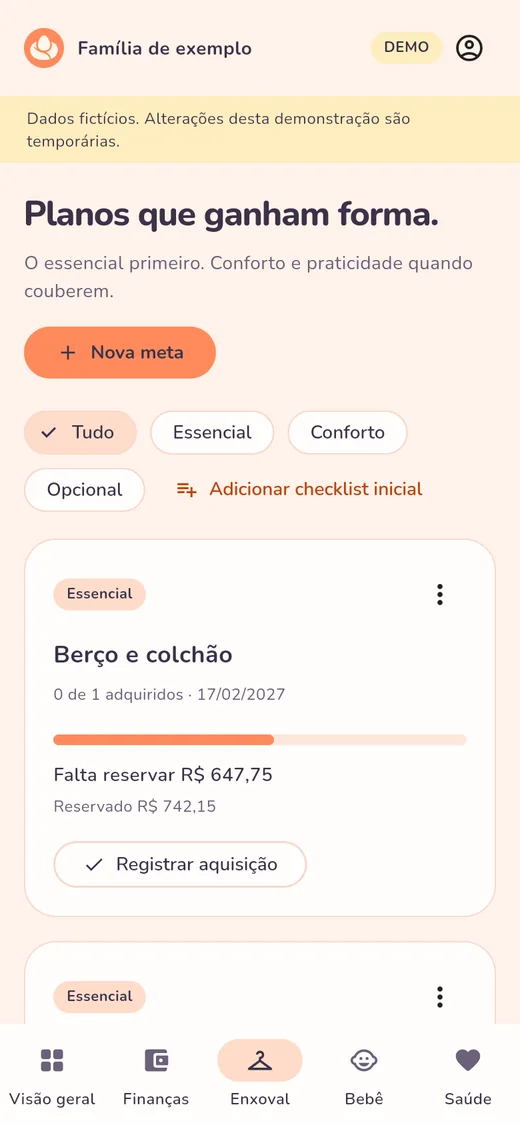 Família de exemplo
DEMO
Dados fictícios. Alterações desta demonstração são
temporárias.
Planos que ganham forma.
O essencial primeiro. Conforto e praticidade quando
couberem.
Nova meta
Tudo
Essencial
Conforto
Opcional
Adicionar checklist inicial
Essencial
Berço e colchão
0 de 1 adquiridos · 17/02/2027
Falta reservar R$ 647,75
Reservado R$ 742,15
Registrar aquisição
Essencial
Visão geral
Finanças
Enxoval
Bebê
Saúde